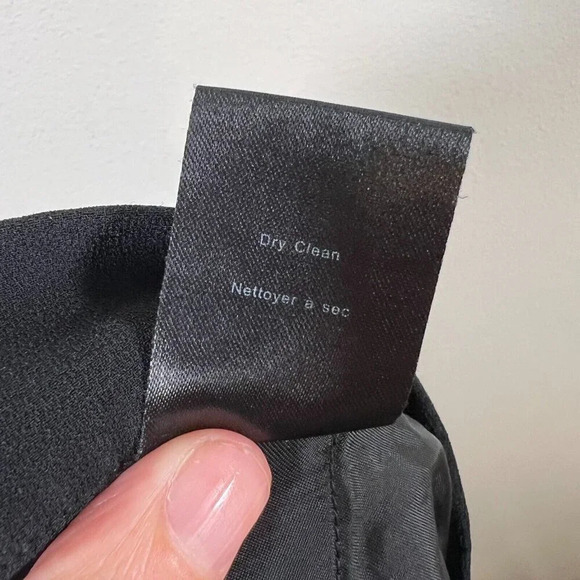 Dry Clean
Nettoyer à sec